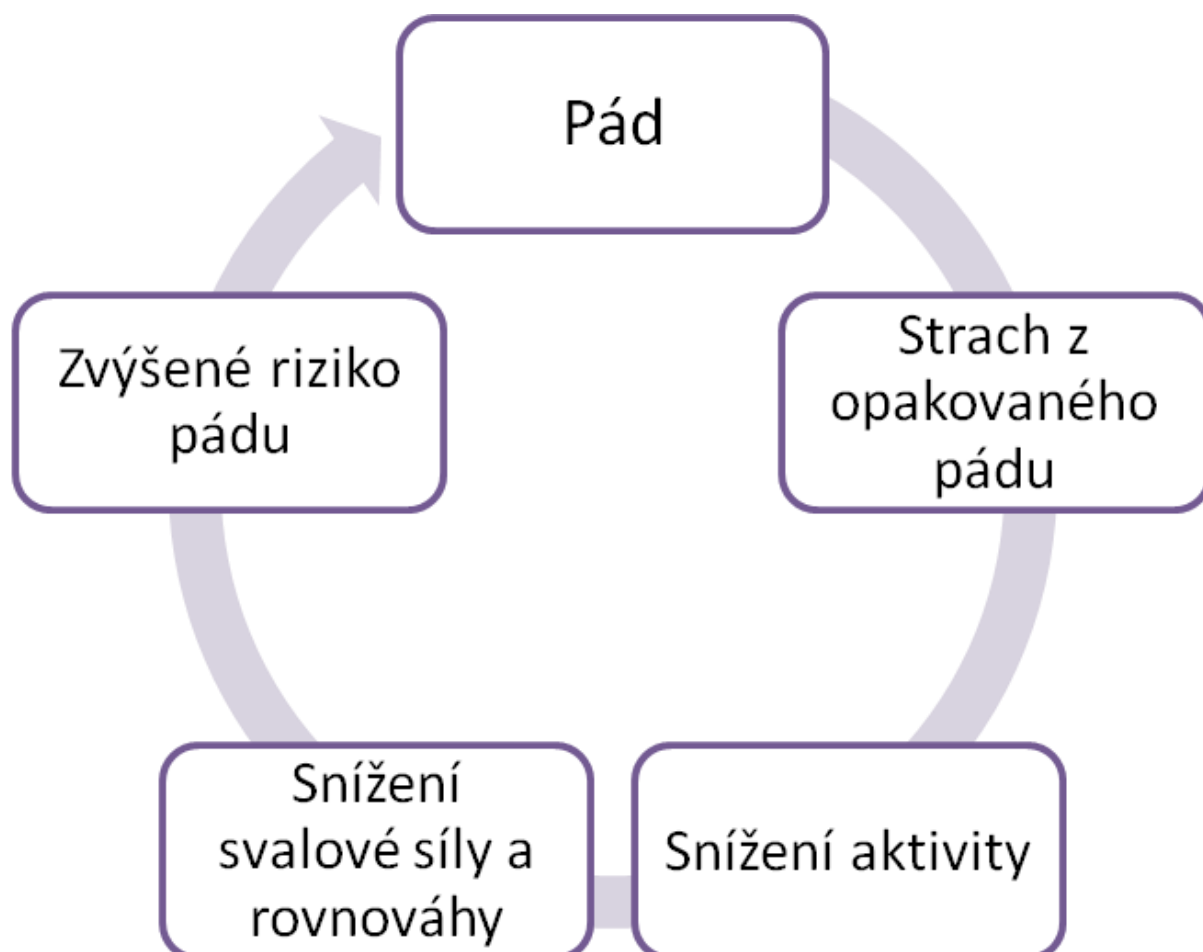 Pád
Strach z
opakovaného
pádu
Snížení aktivity
Snížení
svalové síly a
rovnováhy
Zvýšené riziko
pádu